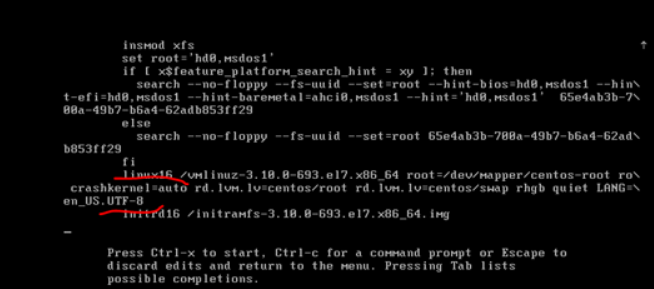 insmod xfs
set root='hd0,msdos1'
if [ x$feature_platform_search_hint = xy ]; then
search --no-floppy --fs-uuid --set=root --hint-bios=hd0,msdos1 --hin\
t-efi=hd0,msdos1 --hint-baremetal=ahci0,msdos1 --hint='hd0,msdos1'  65e4ab3b-7\
00a-49b7-b6a4-62adb853ff29
else
search --no-floppy --fs-uuid --set=root 65e4ab3b-700a-49b7-b6a4-62ad\
b853ff29
fi
linux16 /vmlinuz-3.10.0-693.el7.x86_64 root=/dev/mapper/centos-root ro\
crashkernel=auto rd.lvm.lv=centos/root rd.lvm.lv=centos/swap rhgb quiet LANG=\
en_US.UTF-8
initrd16 /initramfs-3.10.0-693.el7.x86_64.img
Press Ctrl-x to start, Ctrl-c for a command prompt or Escape to
discard edits and return to the menu. Pressing Tab lists
possible completions.